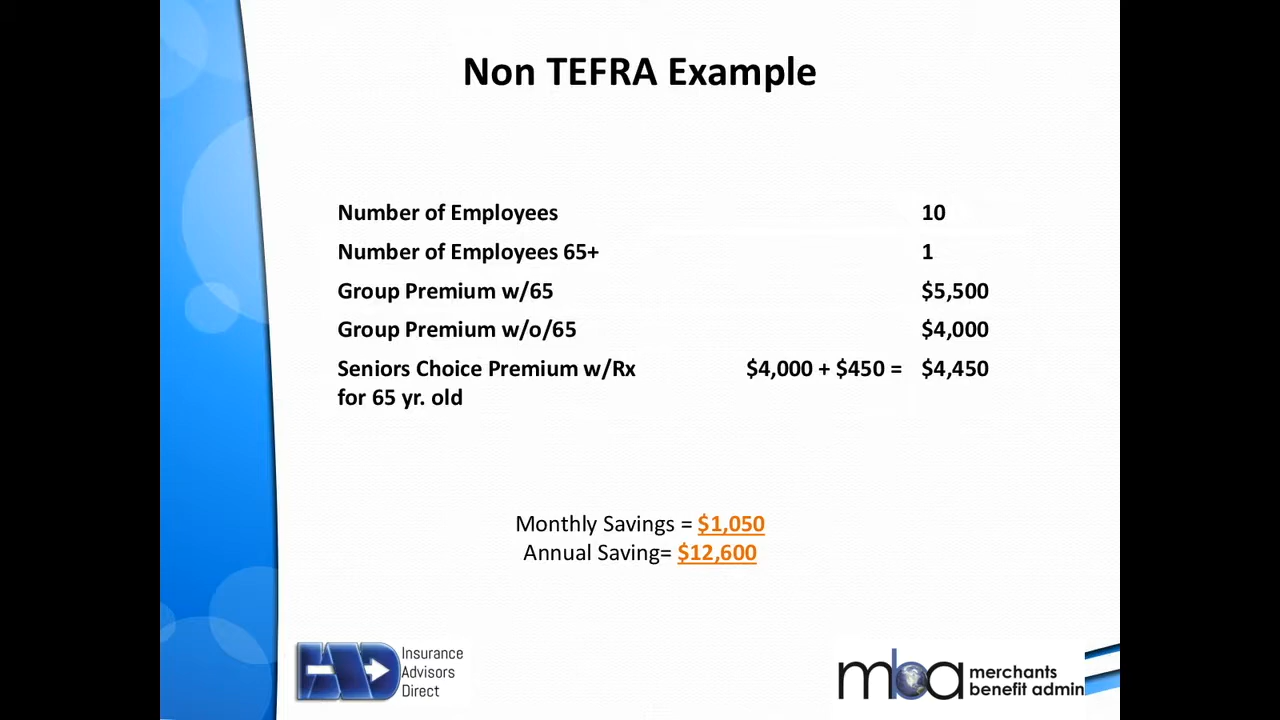 Non TEFRA Example
Number of Employees 10
Number of Employees 65+ 1
Group Premium w/65 $5,500
Group Premium w/o/65 $4,000
Seniors Choice Premium w/Rx $4,000 + $450 = $4,450
for 65 yr. old
Monthly Savings = $1,050
Annual Saving= $12,600
IAD
Insurance
Advisors
Direct
mba
merchants
benefit admin